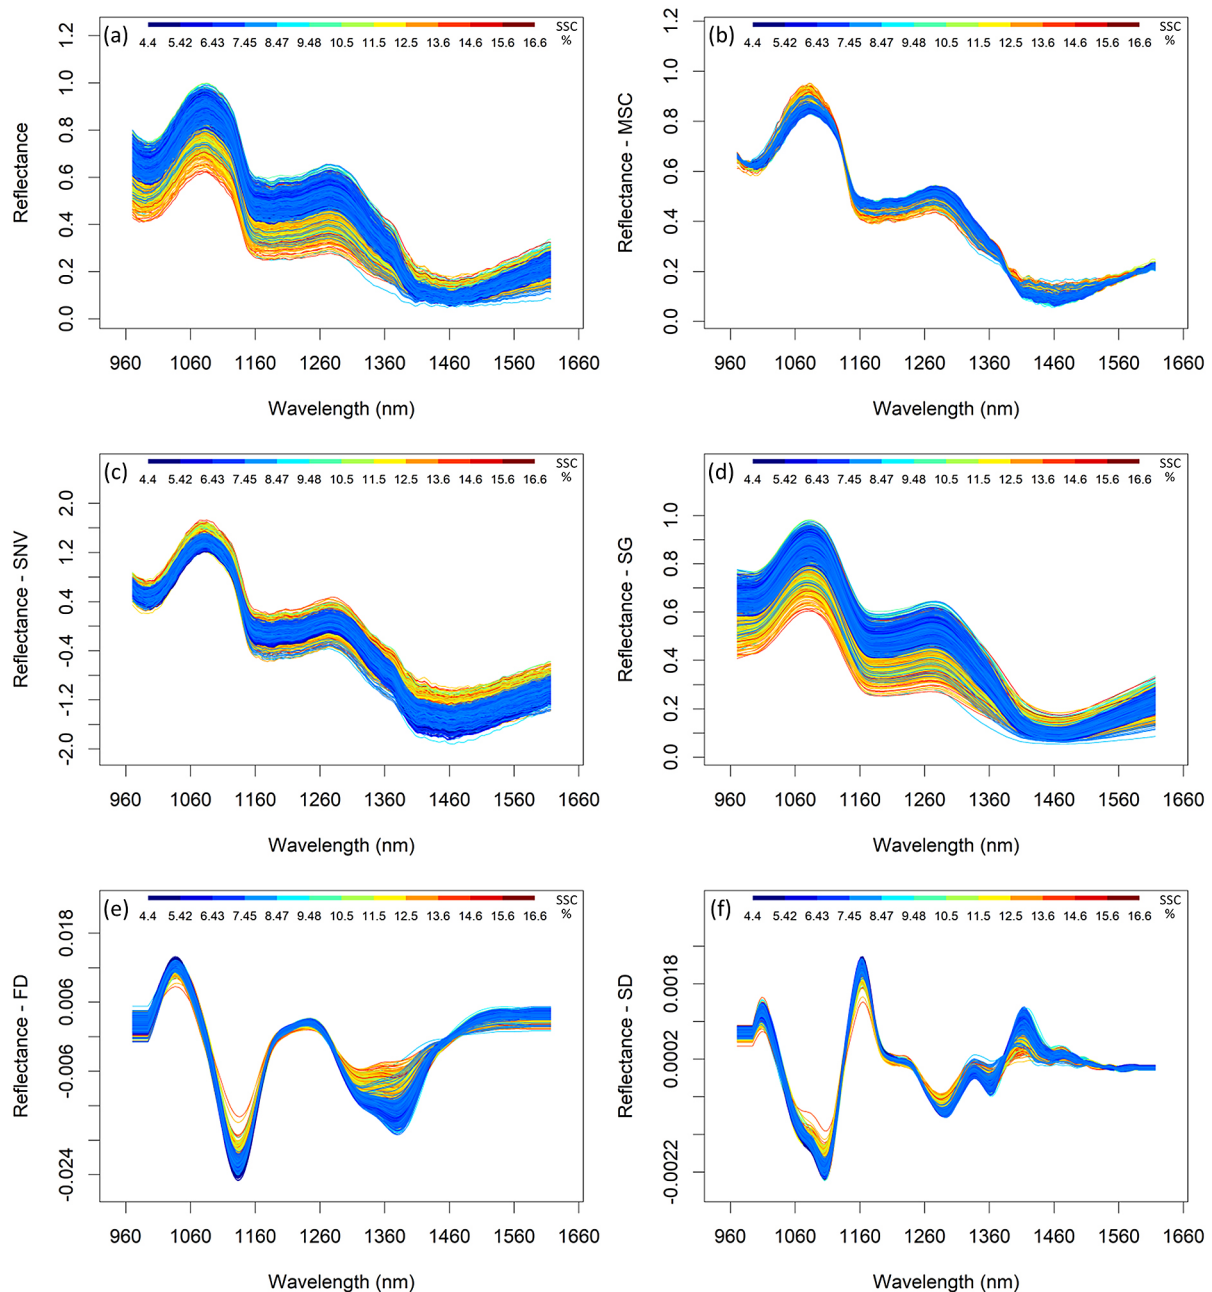 (a) SSC
4.4 5.42 6.43 7.45 8.47 9.48 10.5 11.5 12.5 13.6 14.6 15.6 16.6 %
Reflectance
1.2
1.0
0.8
0.6
0.4
0.2
0.0
960 1060 1160 1260 1360 1460 1560 1660
Wavelength (nm)
(b) SSC
4.4 5.42 6.43 7.45 8.47 9.48 10.5 11.5 12.5 13.6 14.6 15.6 16.6 %
Reflectance - MSC
1.2
1.0
0.8
0.6
0.4
0.2
0.0
960 1060 1160 1260 1360 1460 1560 1660
Wavelength (nm)
(c) SSC
4.4 5.42 6.43 7.45 8.47 9.48 10.5 11.5 12.5 13.6 14.6 15.6 16.6 %
Reflectance - SNV
2.0
1.2
0.4
-0.4
-1.2
-2.0
960 1060 1160 1260 1360 1460 1560 1660
Wavelength (nm)
(d) SSC
4.4 5.42 6.43 7.45 8.47 9.48 10.5 11.5 12.5 13.6 14.6 15.6 16.6 %
Reflectance - SG
1.0
0.8
0.6
0.4
0.2
0.0
960 1060 1160 1260 1360 1460 1560 1660
Wavelength (nm)
(e) SSC
4.4 5.42 6.43 7.45 8.47 9.48 10.5 11.5 12.5 13.6 14.6 15.6 16.6 %
Reflectance - FD
0.018
0.006
-0.006
-0.024
960 1060 1160 1260 1360 1460 1560 1660
Wavelength (nm)
(f) SSC
4.4 5.42 6.43 7.45 8.47 9.48 10.5 11.5 12.5 13.6 14.6 15.6 16.6 %
Reflectance - SD
0.0018
0.0002
-0.0022
960 1060 1160 1260 1360 1460 1560 1660
Wavelength (nm)